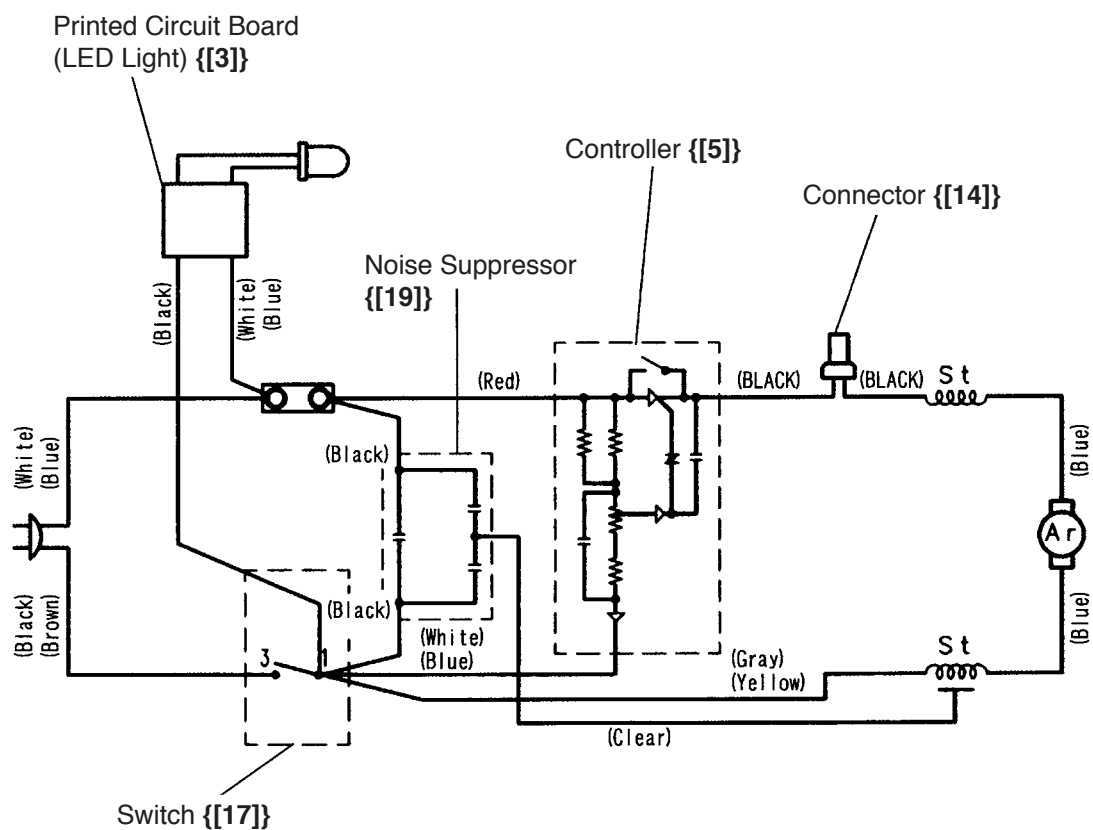 Printed Circuit Board
(LED Light) {[3]}
Controller {[5]}
Connector {[14]}
Noise Suppressor
{[19]}
(Black)
(White)
(Blue)
(Red)
(BLACK)
(BLACK)
St
(White)
(Blue)
(Black)
(Blue)
Ar
(Black)
(Brown)
(Black)
(White)
(Blue)
3
1
(Gray)
(Yellow)
St
(Blue)
(Clear)
Switch {[17]}